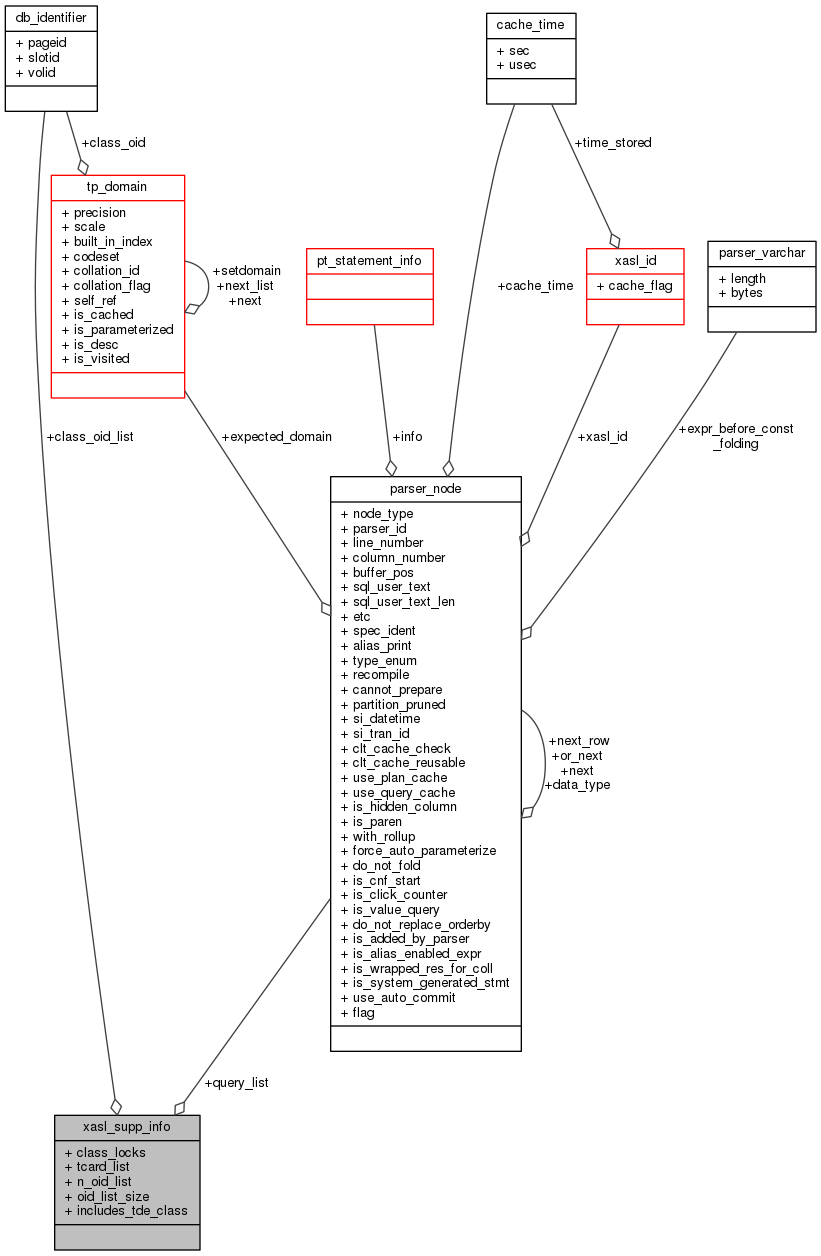 db_identifier
+ pageid
+ slotid
+ volid
cache_time
+ sec
+ usec
+class_oid
+time_stored
tp_domain
+ precision
+ scale
+ built_in_index
+ codeset
+ collation_id
+ collation_flag
+ self_ref
+ is_cached
+ is_parameterized
+ is_desc
+ is_visited
+setdomain
+next_list
+next
pt_statement_info
+cache_time
xasl_id
+ cache_flag
parser_varchar
+ length
+ bytes
+class_oid_list
+expected_domain
+info
+xasl_id
+expr_before_const
_folding
parser_node
+ node_type
+ parser_id
+ line_number
+ column_number
+ buffer_pos
+ sql_user_text
+ sql_user_text_len
+ etc
+ spec_ident
+ alias_print
+ type_enum
+ recompile
+ cannot_prepare
+ partition_pruned
+ si_datetime
+ si_tran_id
+ clt_cache_check
+ clt_cache_reusable
+ use_plan_cache
+ use_query_cache
+ is_hidden_column
+ is_paren
+ with_rollup
+ force_auto_parameterize
+ do_not_fold
+ is_cnf_start
+ is_click_counter
+ is_value_query
+ do_not_replace_orderby
+ is_added_by_parser
+ is_alias_enabled_expr
+ is_wrapped_res_for_coll
+ is_system_generated_stmt
+ use_auto_commit
+ flag
+next_row
+or_next
+next
+data_type
+query_list
xasl_supp_info
+ class_locks
+ tcard_list
+ n_oid_list
+ oid_list_size
+ includes_tde_class